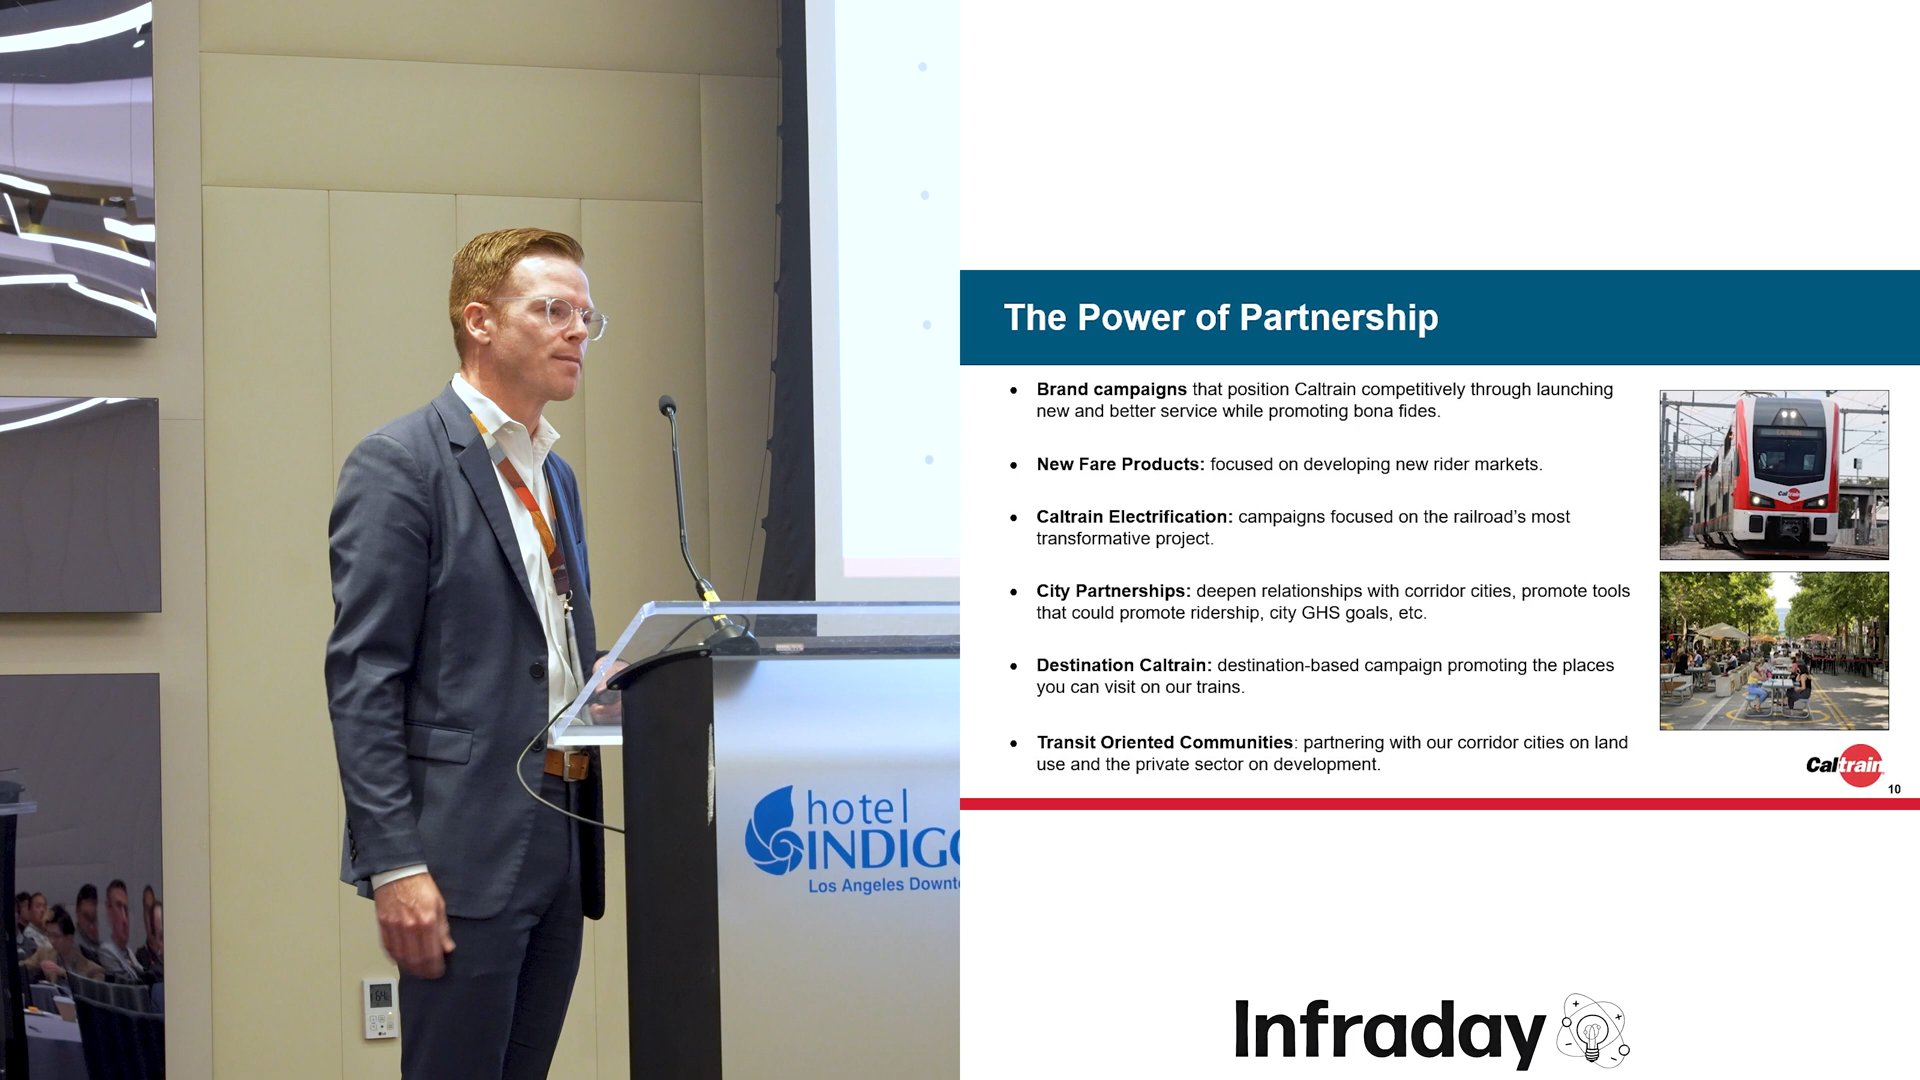 hotel
INDIGO
Los Angeles Downt
The Power of Partnership
• Brand campaigns that position Caltrain competitively through launching
new and better service while promoting bona fides.
• New Fare Products: focused on developing new rider markets.
• Caltrain Electrification: campaigns focused on the railroad's most
transformative project.
• City Partnerships: deepen relationships with corridor cities, promote tools
that could promote ridership, city GHS goals, etc.
• Destination Caltrain: destination-based campaign promoting the places
you can visit on our trains.
• Transit Oriented Communities: partnering with our corridor cities on land
use and the private sector on development.
CALTRAIN
Caltrain
Caltrain
10
Infraday